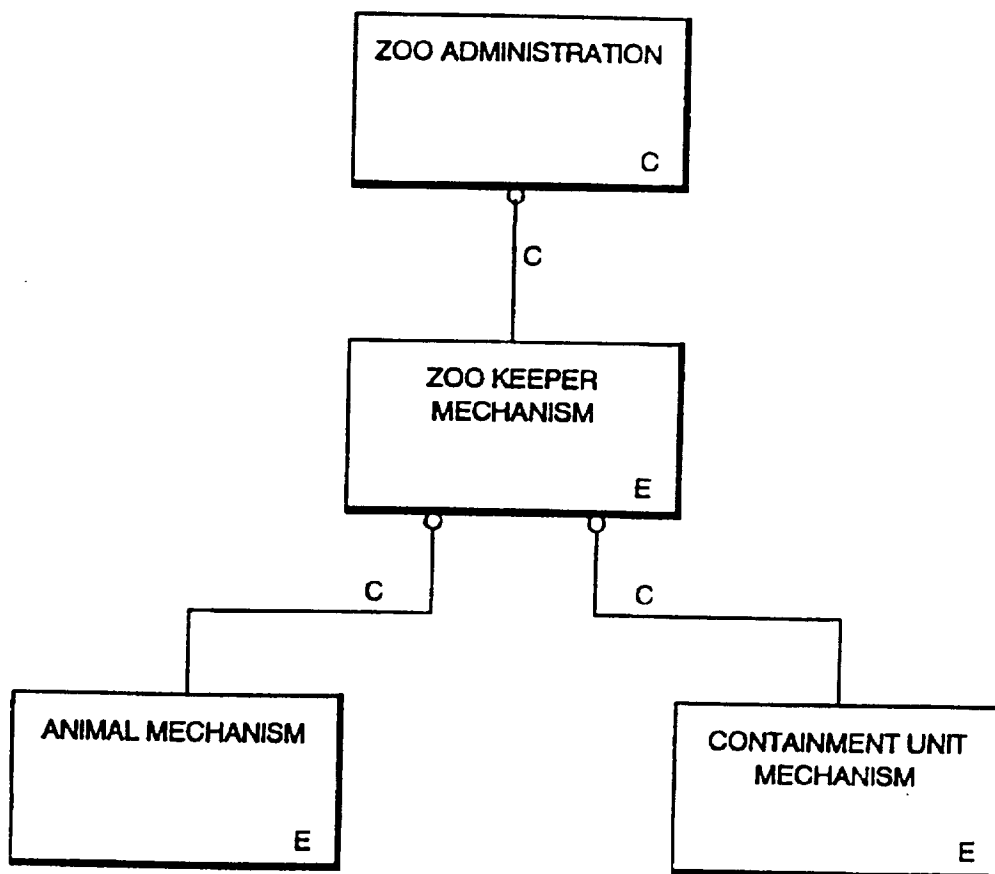 ZOO ADMINISTRATION
C
C
ZOO KEEPER
MECHANISM
E
C
C
ANIMAL MECHANISM
E
CONTAINMENT UNIT
MECHANISM
E